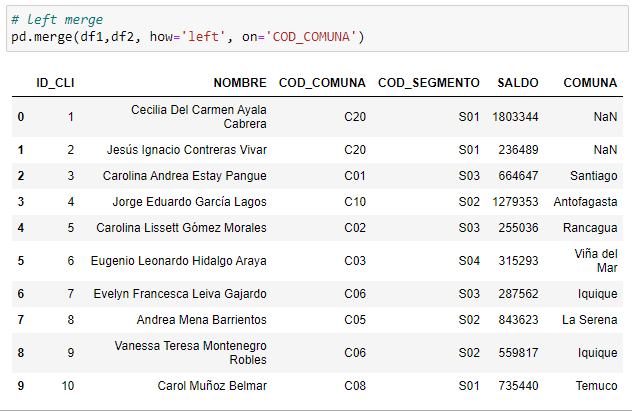 # left merge
pd.merge(df1,df2, how='left', on='COD_COMUNA')
ID_CLI NOMBRE COD_COMUNA COD_SEGMENTO SALDO COMUNA
0 1 Cecilia Del Carmen Ayala Cabrera C20 S01 1803344 NaN
1 2 Jesús Ignacio Contreras Vivar C20 S01 236489 NaN
2 3 Carolina Andrea Estay Pangue C01 S03 664647 Santiago
3 4 Jorge Eduardo García Lagos C10 S02 1279353 Antofagasta
4 5 Carolina Lissett Gómez Morales C02 S03 255036 Rancagua
5 6 Eugenio Leonardo Hidalgo Araya C03 S04 315293 Viña del Mar
6 7 Evelyn Francesca Leiva Gajardo C06 S03 287562 Iquique
7 8 Andrea Mena Barrientos C05 S02 843623 La Serena
8 9 Vanessa Teresa Montenegro Robles C06 S02 559817 Iquique
9 10 Carol Muñoz Belmar C08 S01 735440 Temuco